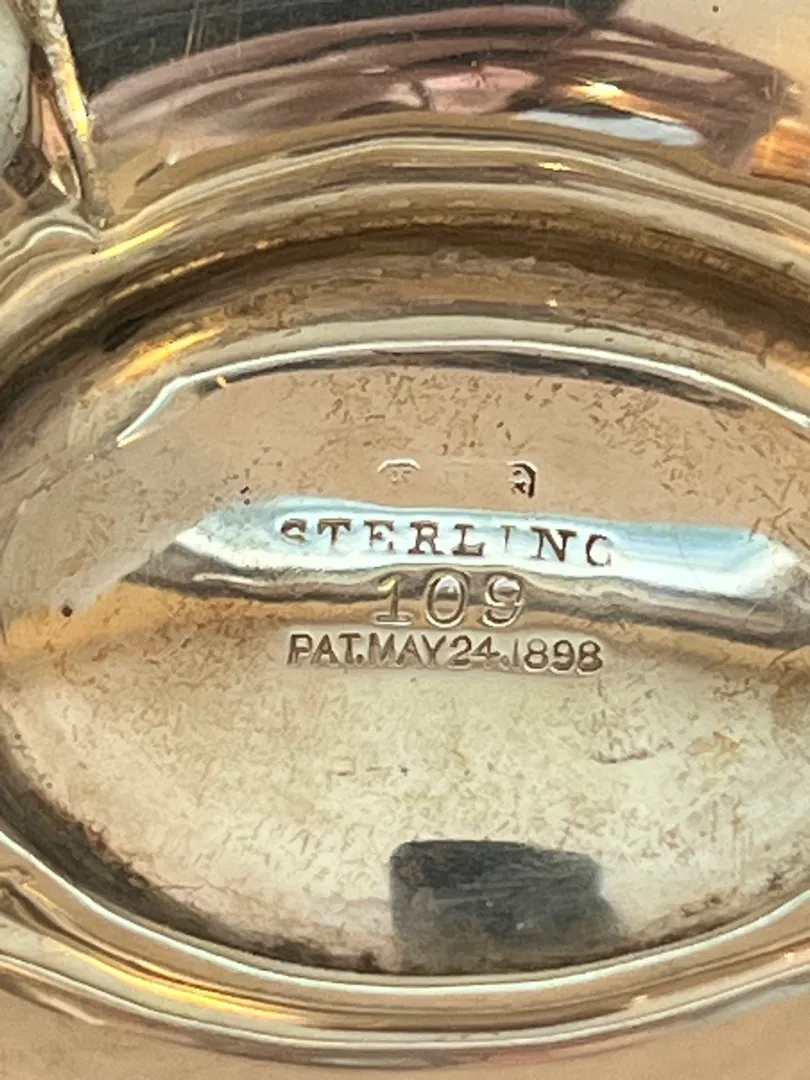 STERLING
109
PAT. MAY 24. 1898